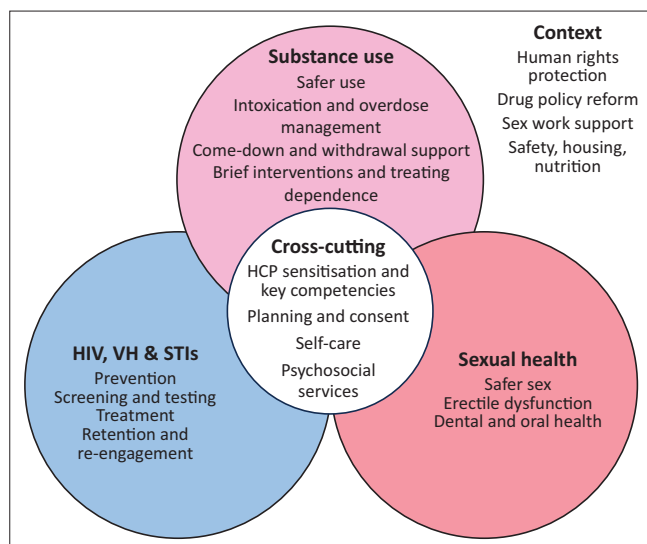 Substance use
Safer use
Intoxication and overdose
management
Come-down and withdrawal support
Brief interventions and treating
dependence
Context
Human rights
protection
Drug policy reform
Sex work support
Safety, housing,
nutrition
Cross-cutting
HCP sensitisation and
key competencies
Planning and consent
Self-care
Psychosocial
services
HIV, VH & STIs
Prevention
Screening and testing
Treatment
Retention and
re-engagement
Sexual health
Safer sex
Erectile dysfunction
Dental and oral health